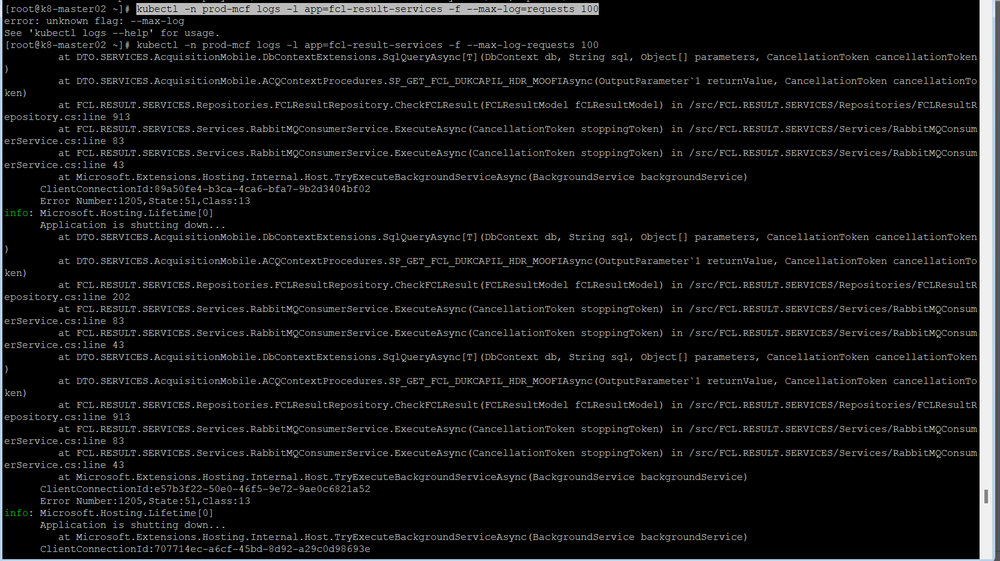 [root@k8-master02 ~]# kubectl -n prod-mcf logs -l app=fcl-result-services -f --max-log=requests 100
error: unknown flag: --max-log
See 'kubectl logs --help' for usage.
[root@k8-master02 ~]# kubectl -n prod-mcf logs -l app=fcl-result-services -f --max-log-requests 100
         at DTO.SERVICES.AcquisitionMobile.DbContextExtensions.SqlQueryAsync[T](DbContext db, String sql, Object[] parameters, CancellationToken cancellationToken
)
         at DTO.SERVICES.AcquisitionMobile.ACQContextProcedures.SP_GET_FCL_DUKCAPIL_HDR_MOOFIAsync(OutputParameter`1 returnValue, CancellationToken cancellationTo
ken)
         at FCL.RESULT.SERVICES.Repositories.FCLResultRepository.CheckFCLResult(FCLResultModel fCLResultModel) in /src/FCL.RESULT.SERVICES/Repositories/FCLResultR
epository.cs:line 913
         at FCL.RESULT.SERVICES.Services.RabbitMQConsumerService.ExecuteAsync(CancellationToken stoppingToken) in /src/FCL.RESULT.SERVICES/Services/RabbitMQConsum
erService.cs:line 83
         at FCL.RESULT.SERVICES.Services.RabbitMQConsumerService.ExecuteAsync(CancellationToken stoppingToken) in /src/FCL.RESULT.SERVICES/Services/RabbitMQConsum
erService.cs:line 43
         at Microsoft.Extensions.Hosting.Internal.Host.TryExecuteBackgroundServiceAsync(BackgroundService backgroundService)
      ClientConnectionId:89a50fe4-b3ca-4ca6-bfa7-9b2d3404bf02
      Error Number:1205,State:51,Class:13
info: Microsoft.Hosting.Lifetime[0]
      Application is shutting down...
         at DTO.SERVICES.AcquisitionMobile.DbContextExtensions.SqlQueryAsync[T](DbContext db, String sql, Object[] parameters, CancellationToken cancellationToken
)
         at DTO.SERVICES.AcquisitionMobile.ACQContextProcedures.SP_GET_FCL_DUKCAPIL_HDR_MOOFIAsync(OutputParameter`1 returnValue, CancellationToken cancellationTo
ken)
         at FCL.RESULT.SERVICES.Repositories.FCLResultRepository.CheckFCLResult(FCLResultModel fCLResultModel) in /src/FCL.RESULT.SERVICES/Repositories/FCLResultR
epository.cs:line 202
         at FCL.RESULT.SERVICES.Services.RabbitMQConsumerService.ExecuteAsync(CancellationToken stoppingToken) in /src/FCL.RESULT.SERVICES/Services/RabbitMQConsum
erService.cs:line 83
         at FCL.RESULT.SERVICES.Services.RabbitMQConsumerService.ExecuteAsync(CancellationToken stoppingToken) in /src/FCL.RESULT.SERVICES/Services/RabbitMQConsum
erService.cs:line 43
         at DTO.SERVICES.AcquisitionMobile.DbContextExtensions.SqlQueryAsync[T](DbContext db, String sql, Object[] parameters, CancellationToken cancellationToken
)
         at DTO.SERVICES.AcquisitionMobile.ACQContextProcedures.SP_GET_FCL_DUKCAPIL_HDR_MOOFIAsync(OutputParameter`1 returnValue, CancellationToken cancellationTo
ken)
         at FCL.RESULT.SERVICES.Repositories.FCLResultRepository.CheckFCLResult(FCLResultModel fCLResultModel) in /src/FCL.RESULT.SERVICES/Repositories/FCLResultR
epository.cs:line 913
         at FCL.RESULT.SERVICES.Services.RabbitMQConsumerService.ExecuteAsync(CancellationToken stoppingToken) in /src/FCL.RESULT.SERVICES/Services/RabbitMQConsum
erService.cs:line 83
         at FCL.RESULT.SERVICES.Services.RabbitMQConsumerService.ExecuteAsync(CancellationToken stoppingToken) in /src/FCL.RESULT.SERVICES/Services/RabbitMQConsum
erService.cs:line 43
         at Microsoft.Extensions.Hosting.Internal.Host.TryExecuteBackgroundServiceAsync(BackgroundService backgroundService)
      ClientConnectionId:e57b3f22-50e0-46f5-9e72-9ae0c6821a52
      Error Number:1205,State:51,Class:13
info: Microsoft.Hosting.Lifetime[0]
      Application is shutting down...
         at Microsoft.Extensions.Hosting.Internal.Host.TryExecuteBackgroundServiceAsync(BackgroundService backgroundService)
      ClientConnectionId:707714ec-a6cf-45bd-8d92-a29c0d98693e